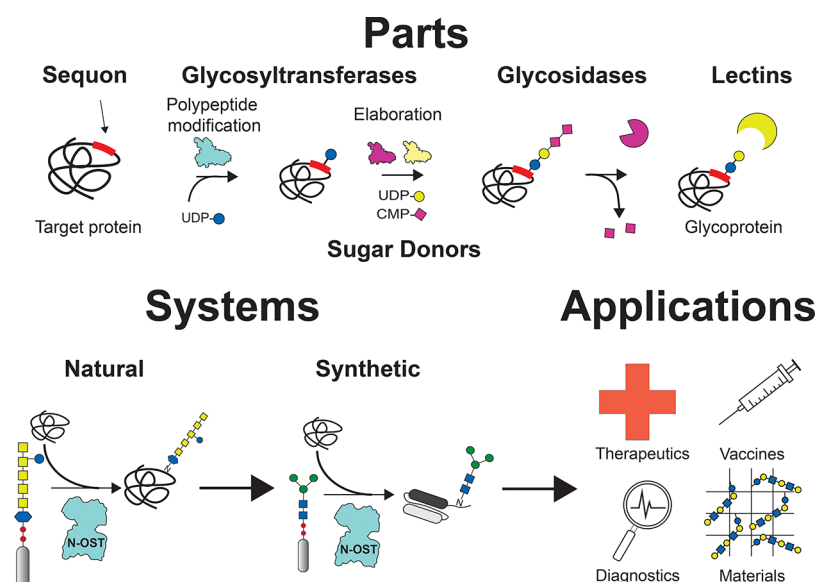 Parts
Sequon
Glycosyltransferases
Glycosidases
Lectins
Polypeptide
modification
Elaboration
UDP-
UDP-
CMP-
Target protein
Glycoprotein
Sugar Donors
Systems
Applications
Natural
Synthetic
N
N-OST
N
N-OST
Therapeutics
Vaccines
Diagnostics
Materials